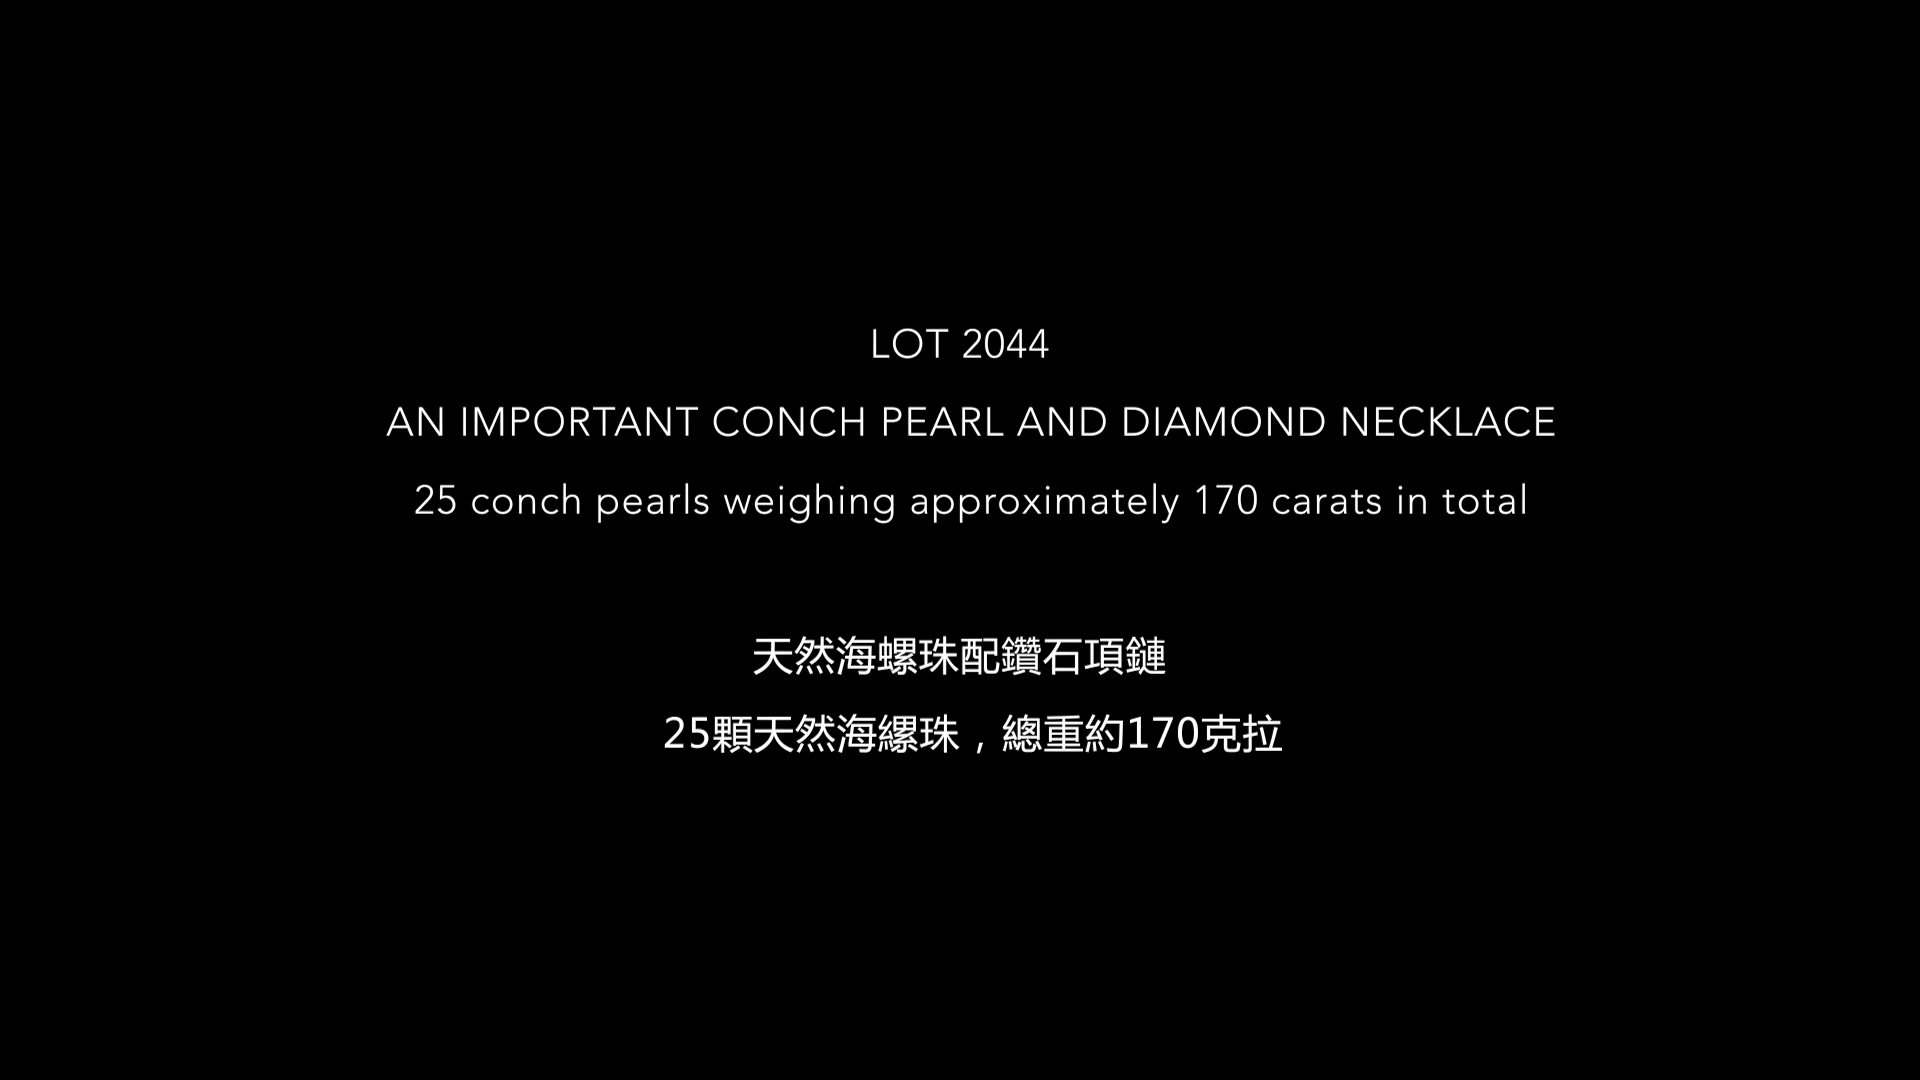 LOT 2044
AN IMPORTANT CONCH PEARL AND DIAMOND NECKLACE
25 conch pearls weighing approximately 170 carats in total
天然海螺珠配鑽石項鏈
25顆天然海縲珠，總重約170克拉